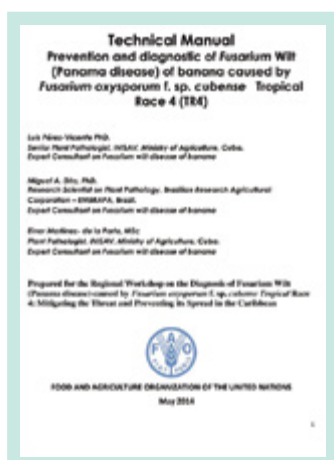 Technical Manual
Prevention and diagnostic of Fusarium Wilt
(Panama disease) of banana caused by
Fusarium oxysporum f. sp. cubense Tropical
Race 4 (TR4)
Luis Pérez-Vicente PhD.
Senior Plant Pathologist, INISAV, Ministry of Agriculture, Cuba.
Expert Consultant on Fusarium wilt disease of banana
Miguel A. Dita, PhD.
Research Scientist on Plant Pathology, Brazilian Research Agricultural
Corporation – EMBRAPA, Brazil.
Expert Consultant on Fusarium wilt disease of banana
Einar Martínez- de la Parte, MSc
Plant Pathologist, INISAV, Ministry of Agriculture, Cuba.
Expert Consultant on Fusarium wilt disease of banana
Prepared for the Regional Workshop on the Diagnosis of Fusarium Wilt
(Panama disease) caused by Fusarium oxysporum f. sp. cubense Tropical Race
4: Mitigating the Threat and Preventing its Spread in the Caribbean
FAO
FIAT PANIS
FOOD AND AGRICULTURE ORGANIZATION OF THE UNITED NATIONS
May 2014